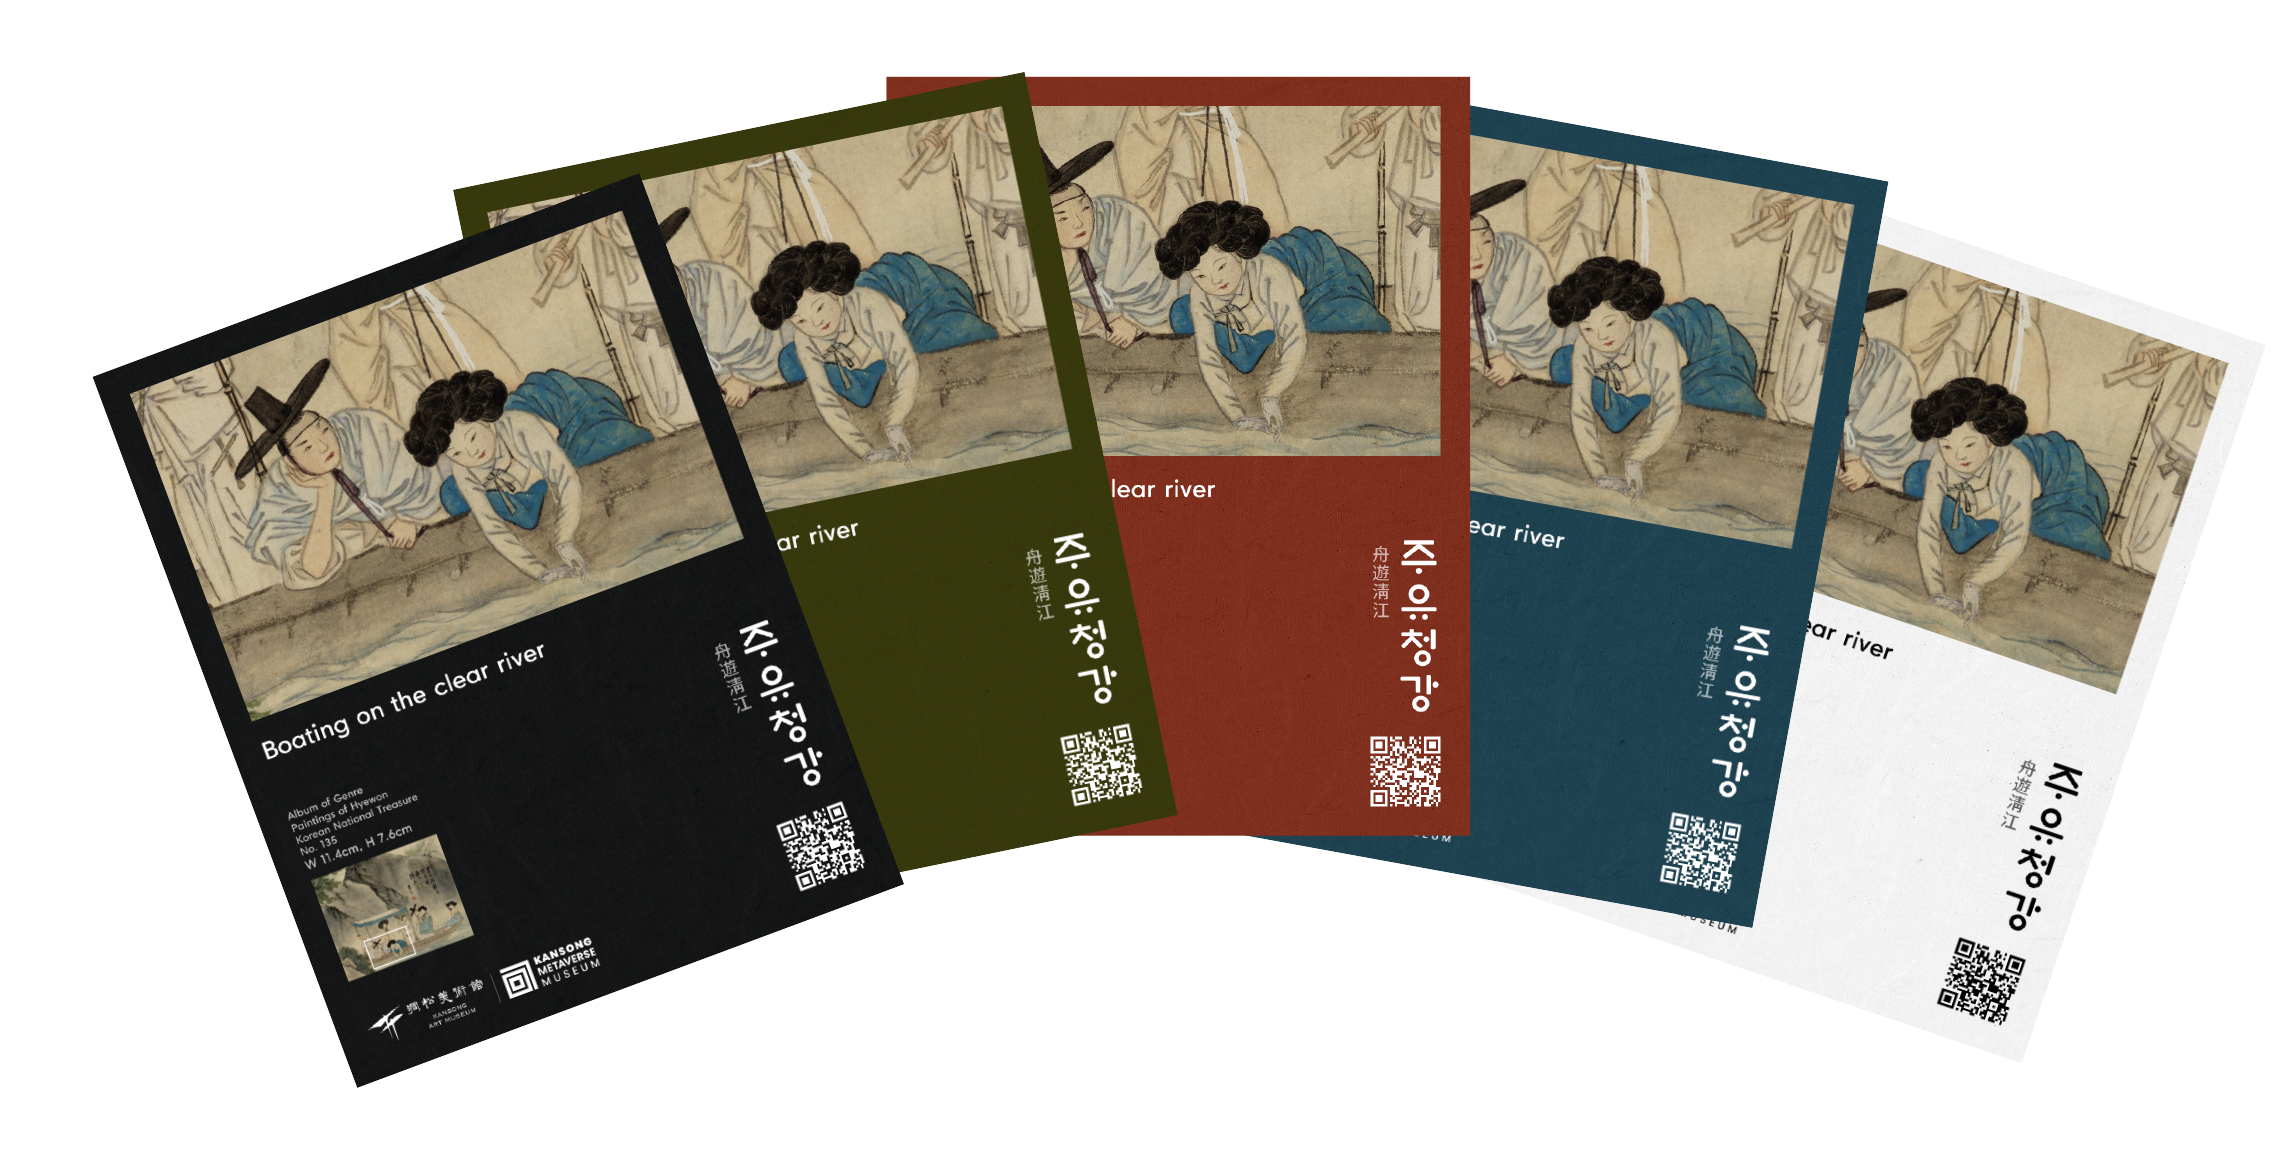 Boating on the clear river
Album of Genre
Paintings of Hyewon
Korean National Treasure
No. 135
W 11.4cm, H 7.6cm
舟遊淸江
주유청강
澗松美術館
KANSONG
ART MUSEUM
KANSONG
METAVERSE
MUSEUM
ar river
舟遊淸江
주유청강
lear river
舟遊淸江
주유청강
ear river
舟遊淸江
주유청강
ear river
舟遊淸江
주유청강